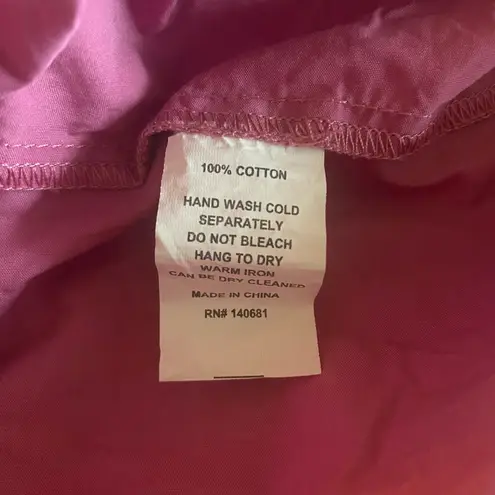 100% COTTON
HAND WASH COLD
SEPARATELY
DO NOT BLEACH
HANG TO DRY
WARM IRON
CAN BE DRY CLEANED
MADE IN CHINA
RN# 140681